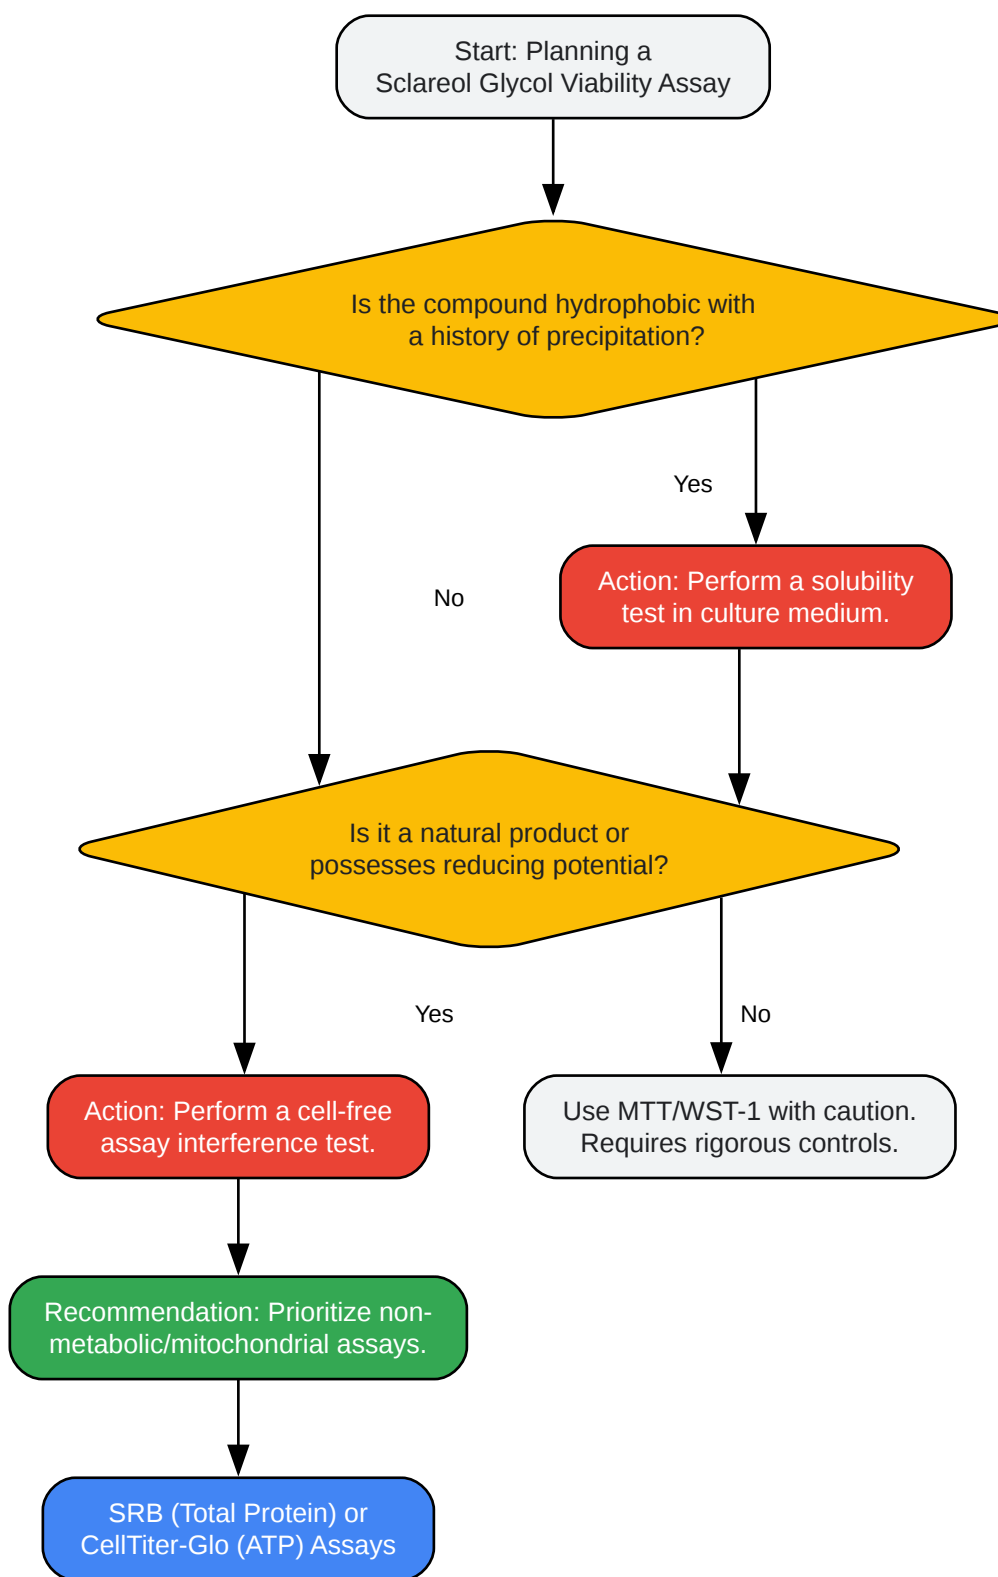 Start: Planning a
Sclareol Glycol Viability Assay
Is the compound hydrophobic with
a history of precipitation?
Yes
Action: Perform a solubility
test in culture medium.
No
Is it a natural product or
possesses reducing potential?
Yes
No
Action: Perform a cell-free
assay interference test.
Use MTT/WST-1 with caution.
Requires rigorous controls.
Recommendation: Prioritize non-
metabolic/mitochondrial assays.
SRB (Total Protein) or
CellTiter-Glo (ATP) Assays